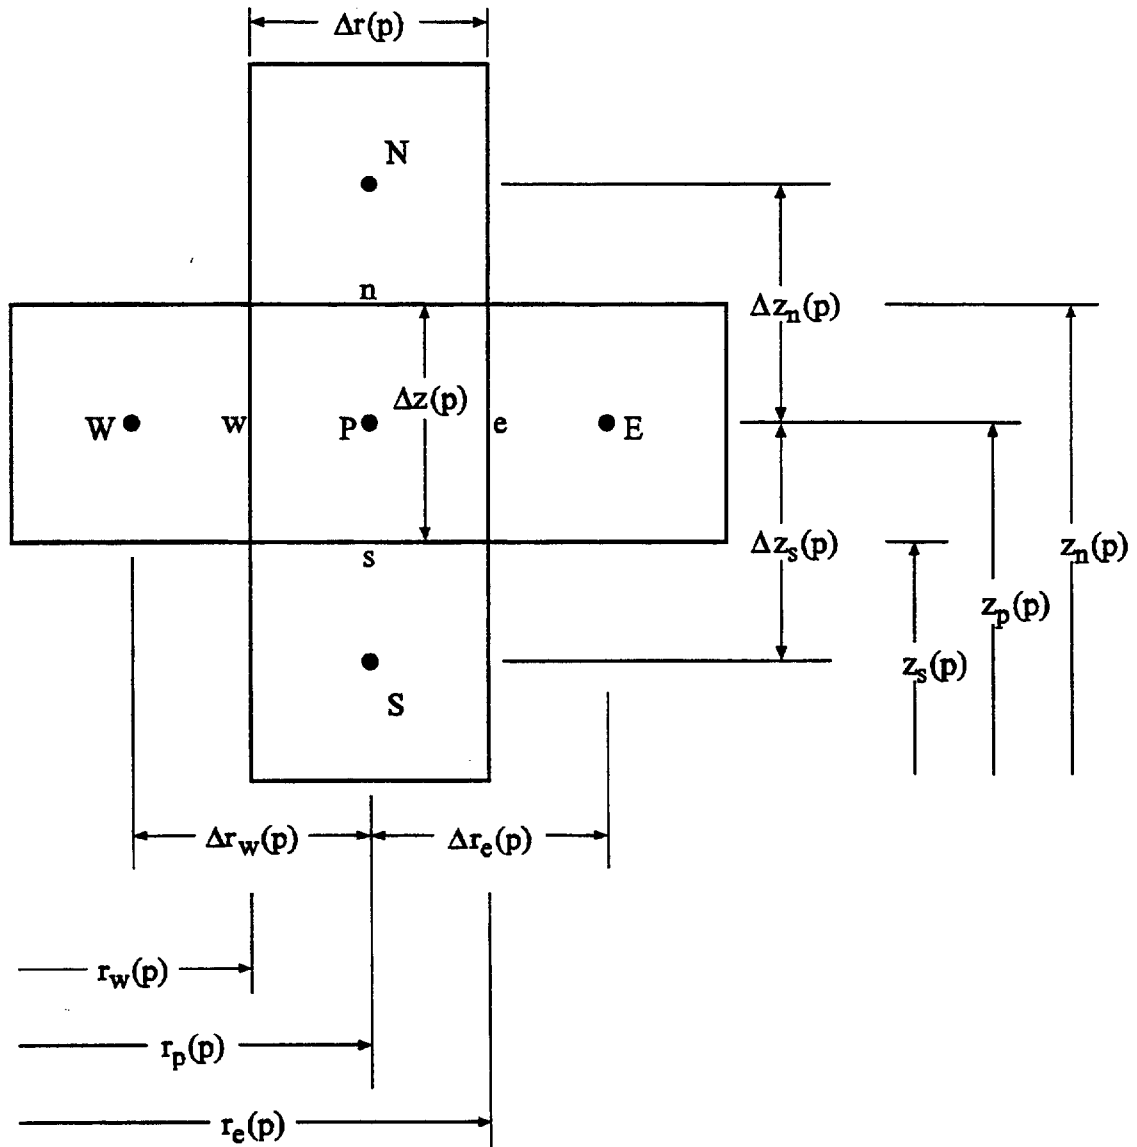 Δr(p)
N
n
Δz_n(p)
W w P Δz(p) e E
s
Δz_s(p) z_n(p)
z_p(p)
z_s(p)
S
Δr_w(p) Δr_e(p)
r_w(p)
r_p(p)
r_e(p)